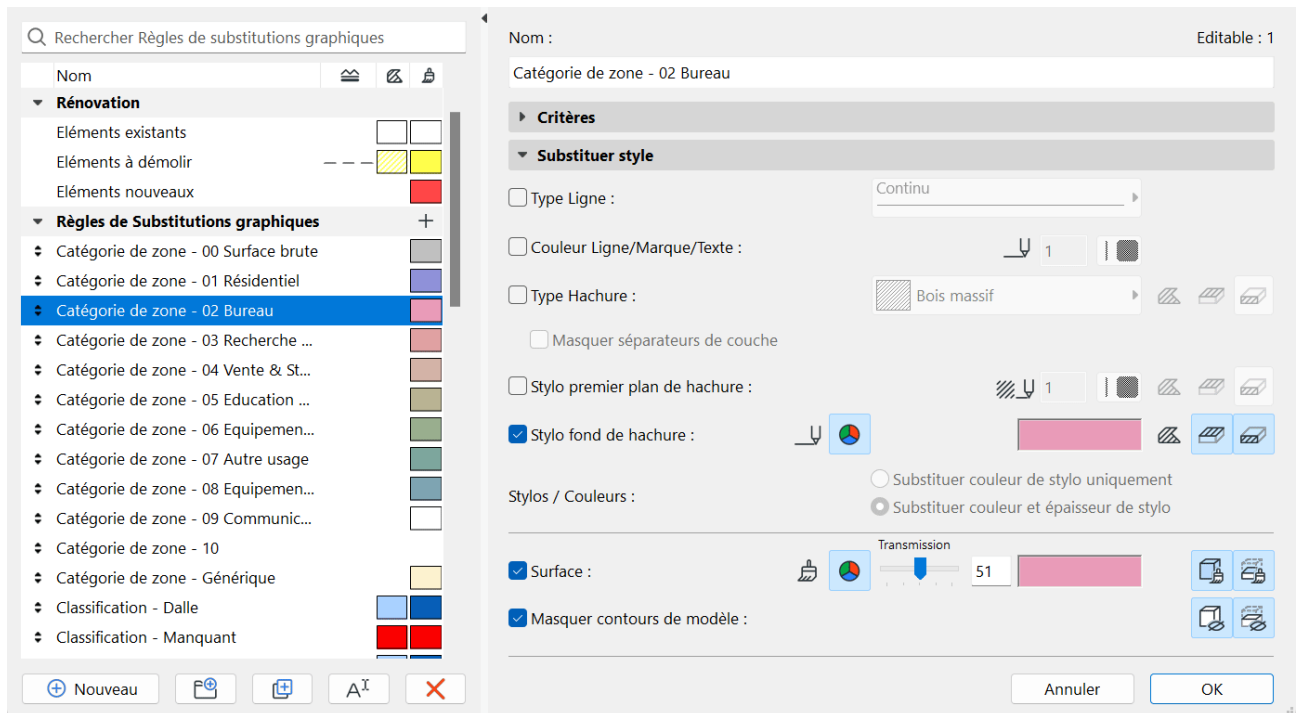 Rechercher Règles de substitutions graphiques
Nom
Rénovation
Eléments existants
Eléments à démolir
Eléments nouveaux
Règles de Substitutions graphiques
Catégorie de zone - 00 Surface brute
Catégorie de zone - 01 Résidentiel
Catégorie de zone - 02 Bureau
Catégorie de zone - 03 Recherche ...
Catégorie de zone - 04 Vente & St...
Catégorie de zone - 05 Education ...
Catégorie de zone - 06 Equipemen...
Catégorie de zone - 07 Autre usage
Catégorie de zone - 08 Equipemen...
Catégorie de zone - 09 Communic...
Catégorie de zone - 10
Catégorie de zone - Générique
Classification - Dalle
Classification - Manquant
Nouveau
Nom :
Editable : 1
Catégorie de zone - 02 Bureau
Critères
Substituer style
Type Ligne :
Continu
Couleur Ligne/Marque/Texte :
1
Type Hachure :
Bois massif
Masquer séparateurs de couche
Stylo premier plan de hachure :
1
Stylo fond de hachure :
Stylos / Couleurs :
Substituer couleur de stylo uniquement
Substituer couleur et épaisseur de stylo
Surface :
Transmission
51
Masquer contours de modèle :
Annuler
OK